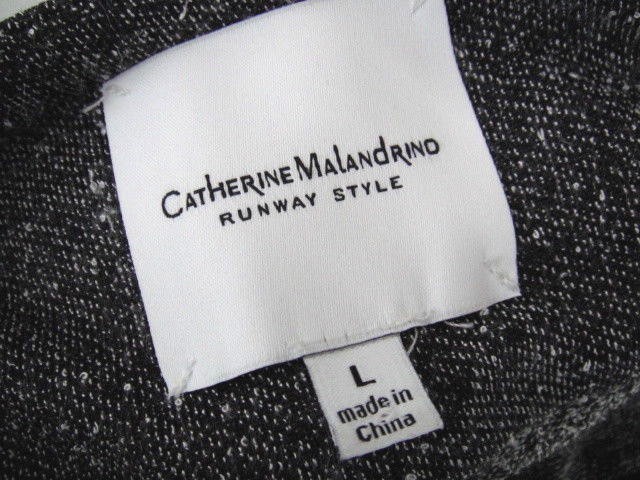 CatHERiNE MalaNdRiNO
RUNWAY STYLE
L
made in
China